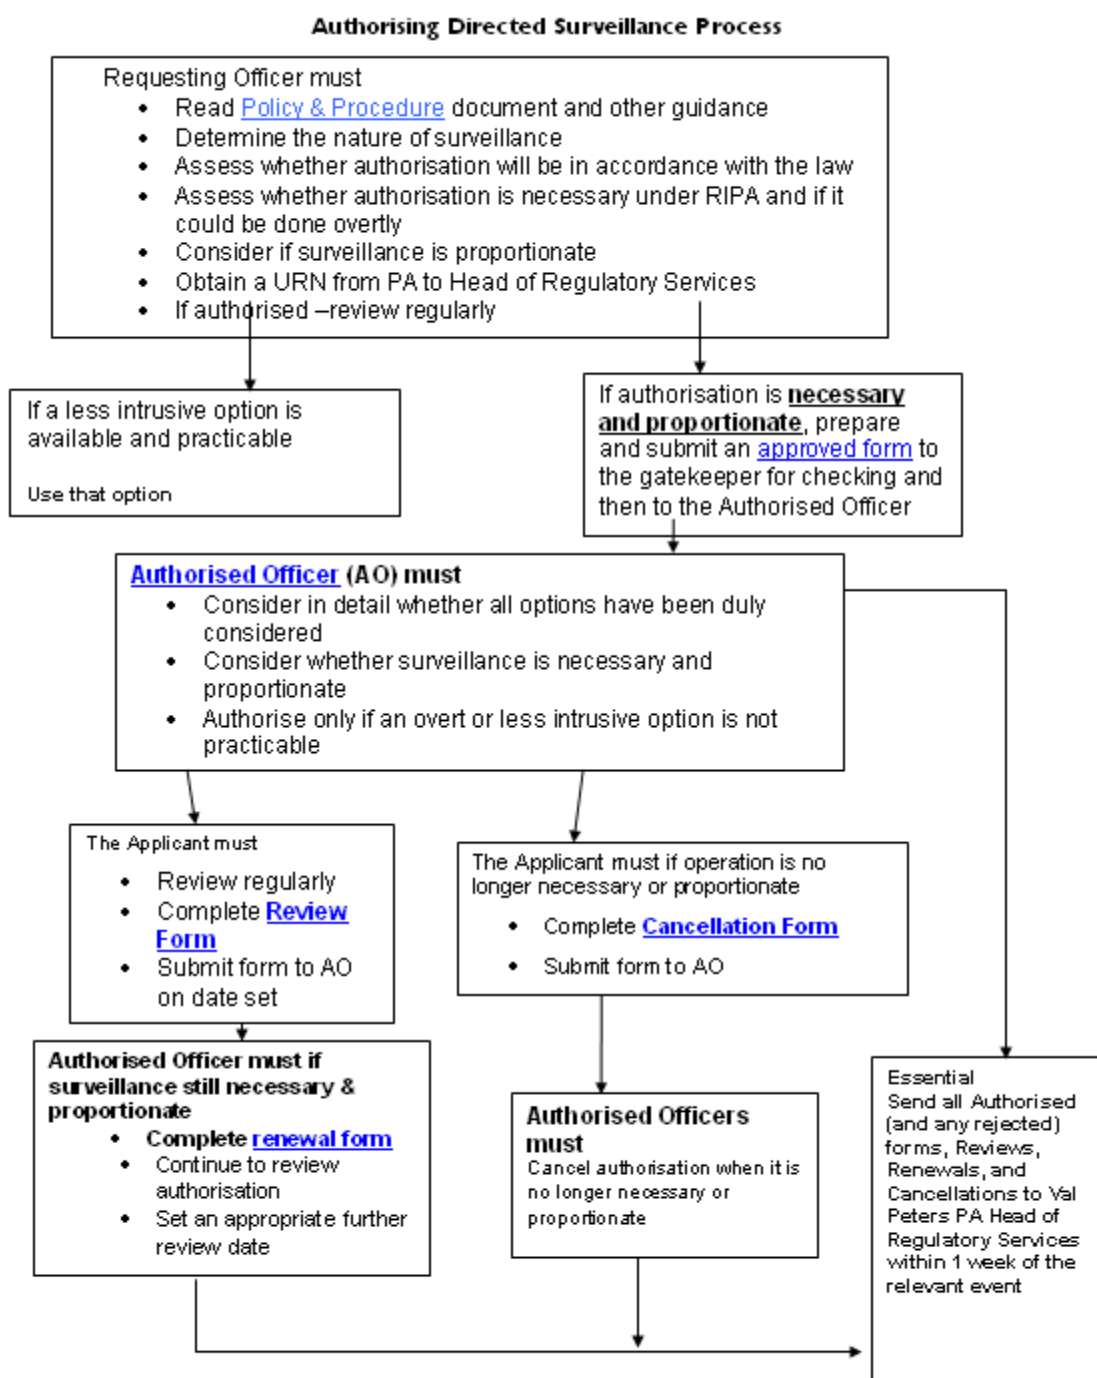 Authorising Directed Surveillance Process
Requesting Officer must
• Read Policy & Procedure document and other guidance
• Determine the nature of surveillance
• Assess whether authorisation will be in accordance with the law
• Assess whether authorisation is necessary under RIPA and if it
could be done overtly
• Consider if surveillance is proportionate
• Obtain a URN from PA to Head of Regulatory Services
• If authorised –review regularly
If a less intrusive option is
available and practicable
Use that option
If authorisation is necessary
and proportionate, prepare
and submit an approved form to
the gatekeeper for checking and
then to the Authorised Officer
Authorised Officer (AO) must
• Consider in detail whether all options have been duly
considered
• Consider whether surveillance is necessary and
proportionate
• Authorise only if an overt or less intrusive option is not
practicable
The Applicant must
• Review regularly
• Complete Review
Form
• Submit form to AO
on date set
The Applicant must if operation is no
longer necessary or proportionate
• Complete Cancellation Form
• Submit form to AO
Authorised Officer must if
surveillance still necessary &
proportionate
• Complete renewal form
• Continue to review
authorisation
• Set an appropriate further
review date
Authorised Officers
must
Cancel authorisation when it is
no longer necessary or
proportionate
Essential
Send all Authorised
(and any rejected)
forms, Reviews,
Renewals, and
Cancellations to Val
Peters PA Head of
Regulatory Services
within 1 week of the
relevant event